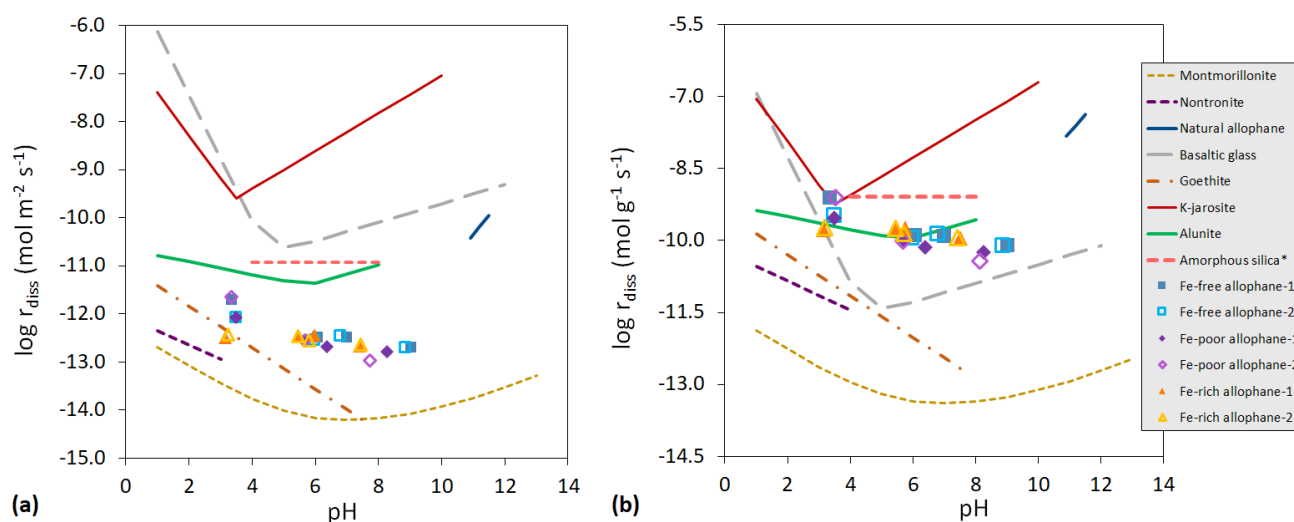 -6.0
-7.0
-8.0
-9.0
-10.0
-11.0
-12.0
-13.0
-14.0
-15.0
log r_diss (mol m⁻² s⁻¹)
0 2 4 6 8 10 12 14
pH
(a)
-5.5
-7.0
-8.5
-10.0
-11.5
-13.0
-14.5
log r_diss (mol g⁻¹ s⁻¹)
0 2 4 6 8 10 12 14
pH
(b)
Montmorillonite
Nontronite
Natural allophane
Basaltic glass
Goethite
K-jarosite
Alunite
Amorphous silica*
Fe-free allophane-1
Fe-free allophane-2
Fe-poor allophane-1
Fe-poor allophane-2
Fe-rich allophane-1
Fe-rich allophane-2